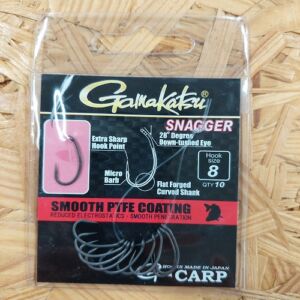 Gamakatsu
SNAGGER
Extra Sharp
Hook Point
28° Degree
Down-turned Eye
Hook
size
8
QTY 10
Micro
Barb
Flat Forged
Curved Shank
SMOOTH PTFE COATING
REDUCED ELECTROSTATICS - SMOOTH PENETRATION
MADE IN JAPAN
CARP